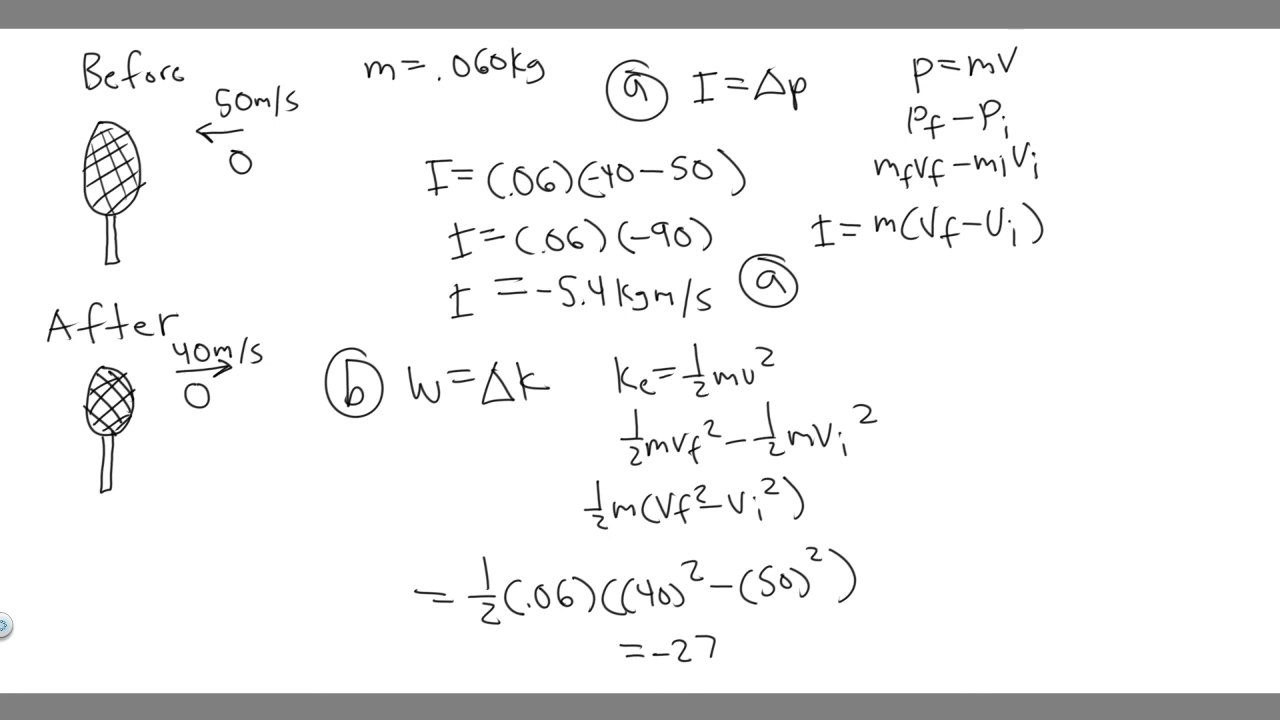 Before
50m/s
m=.060kg
ⓐ I=Δp
p=mv
Pf-Pi
mfvf-mivi
I=m(Vf-Vi)
I=(.06)(-40-50)
I=(.06)(-90)
I=-5.4kgm/s ⓐ
After
40m/s
ⓑ W=Δk
ke=½mv²
½mvf²-½mvi²
½m(Vf²-Vi²)
=½(.06)((40)²-(50)²)
=-27